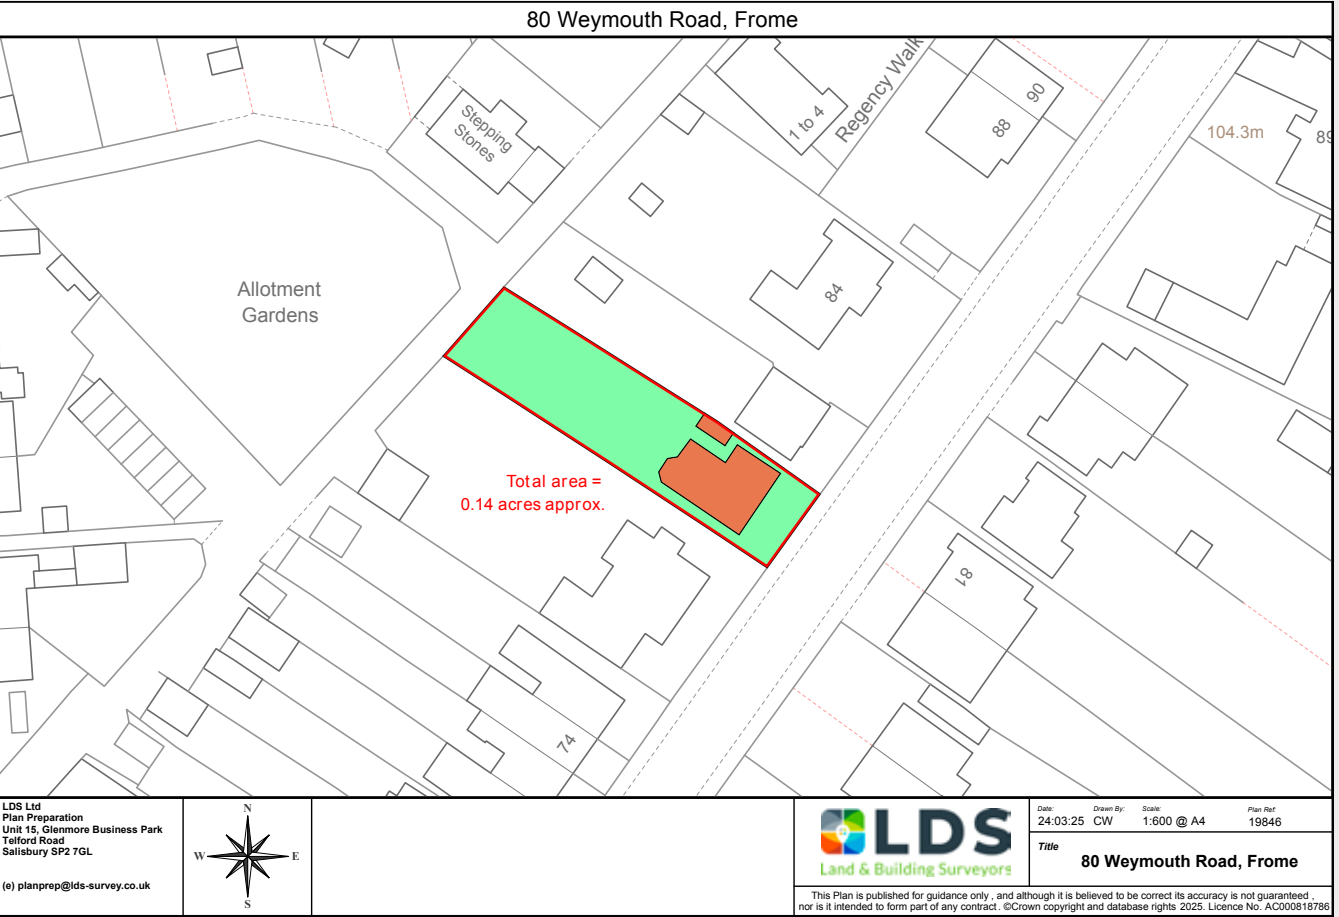 80 Weymouth Road, Frome
Stepping
Stones
1 to 4
Regency Walk
90
88
104.3m
89
Allotment
Gardens
84
Total area =
0.14 acres approx.
81
74
LDS Ltd
Plan Preparation
Unit 15, Glenmore Business Park
Telford Road
Salisbury SP2 7GL
(e) planprep@lds-survey.co.uk
N
W
E
S
LDS
Land & Building Surveyors
Date: Drawn By: Scale: Plan Ref:
24:03:25 CW 1:600 @ A4 19846
Title
80 Weymouth Road, Frome
This Plan is published for guidance only , and although it is believed to be correct its accuracy is not guaranteed ,
nor is it intended to form part of any contract . ©Crown copyright and database rights 2025. Licence No. AC000818786